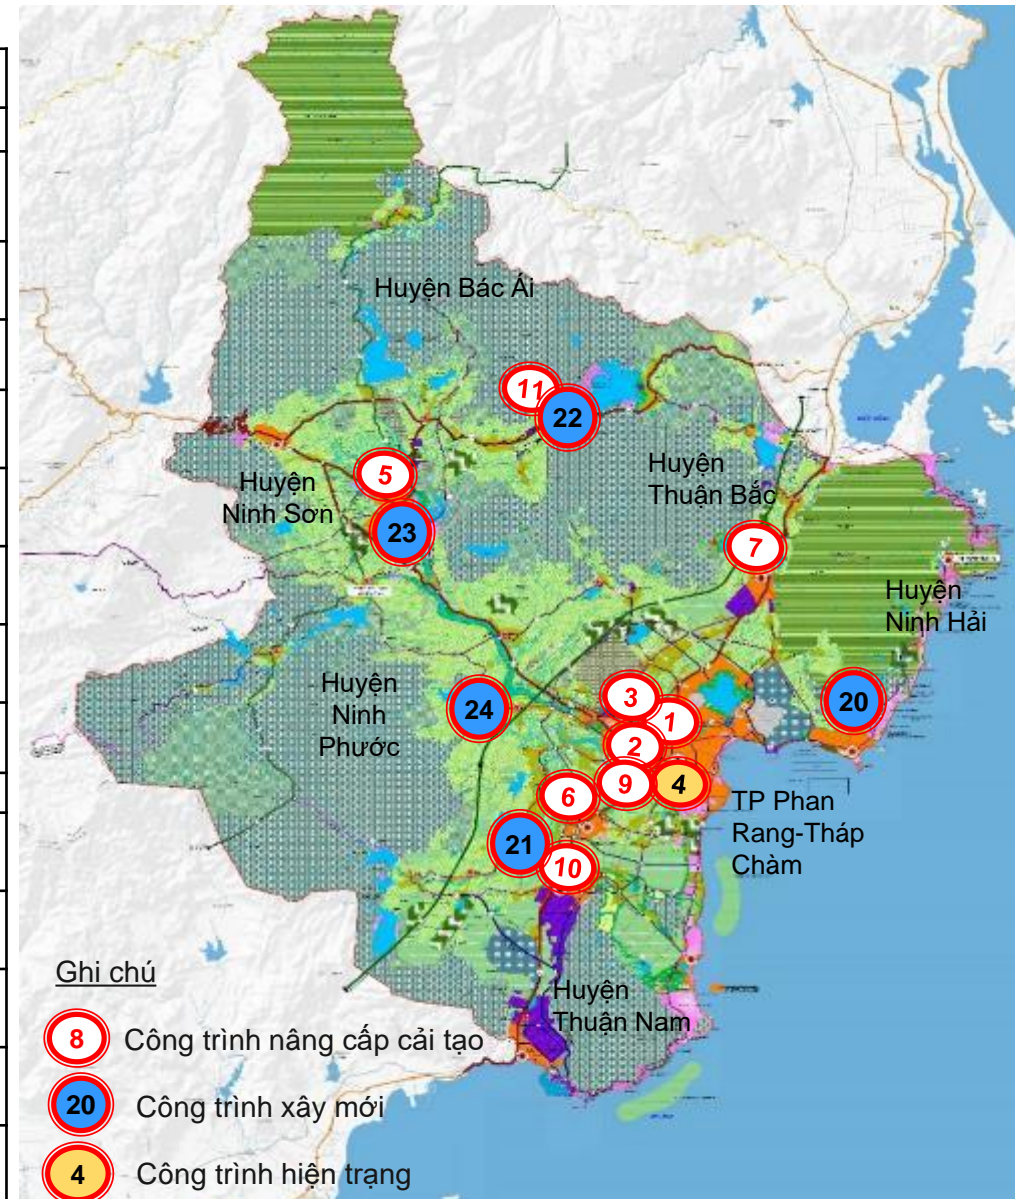 Huyện Bác Ái
11
22
5
Huyện
Ninh Sơn
Huyện
Thuận Bắc
23
7
Huyện
Ninh Hải
Huyện
Ninh
Phước
24
3
1
20
2
9
4
6
TP Phan
Rang-Tháp
Chàm
21
10
Huyện
Thuận Nam
Ghi chú
8 Công trình nâng cấp cải tạo
20 Công trình xây mới
4 Công trình hiện trạng